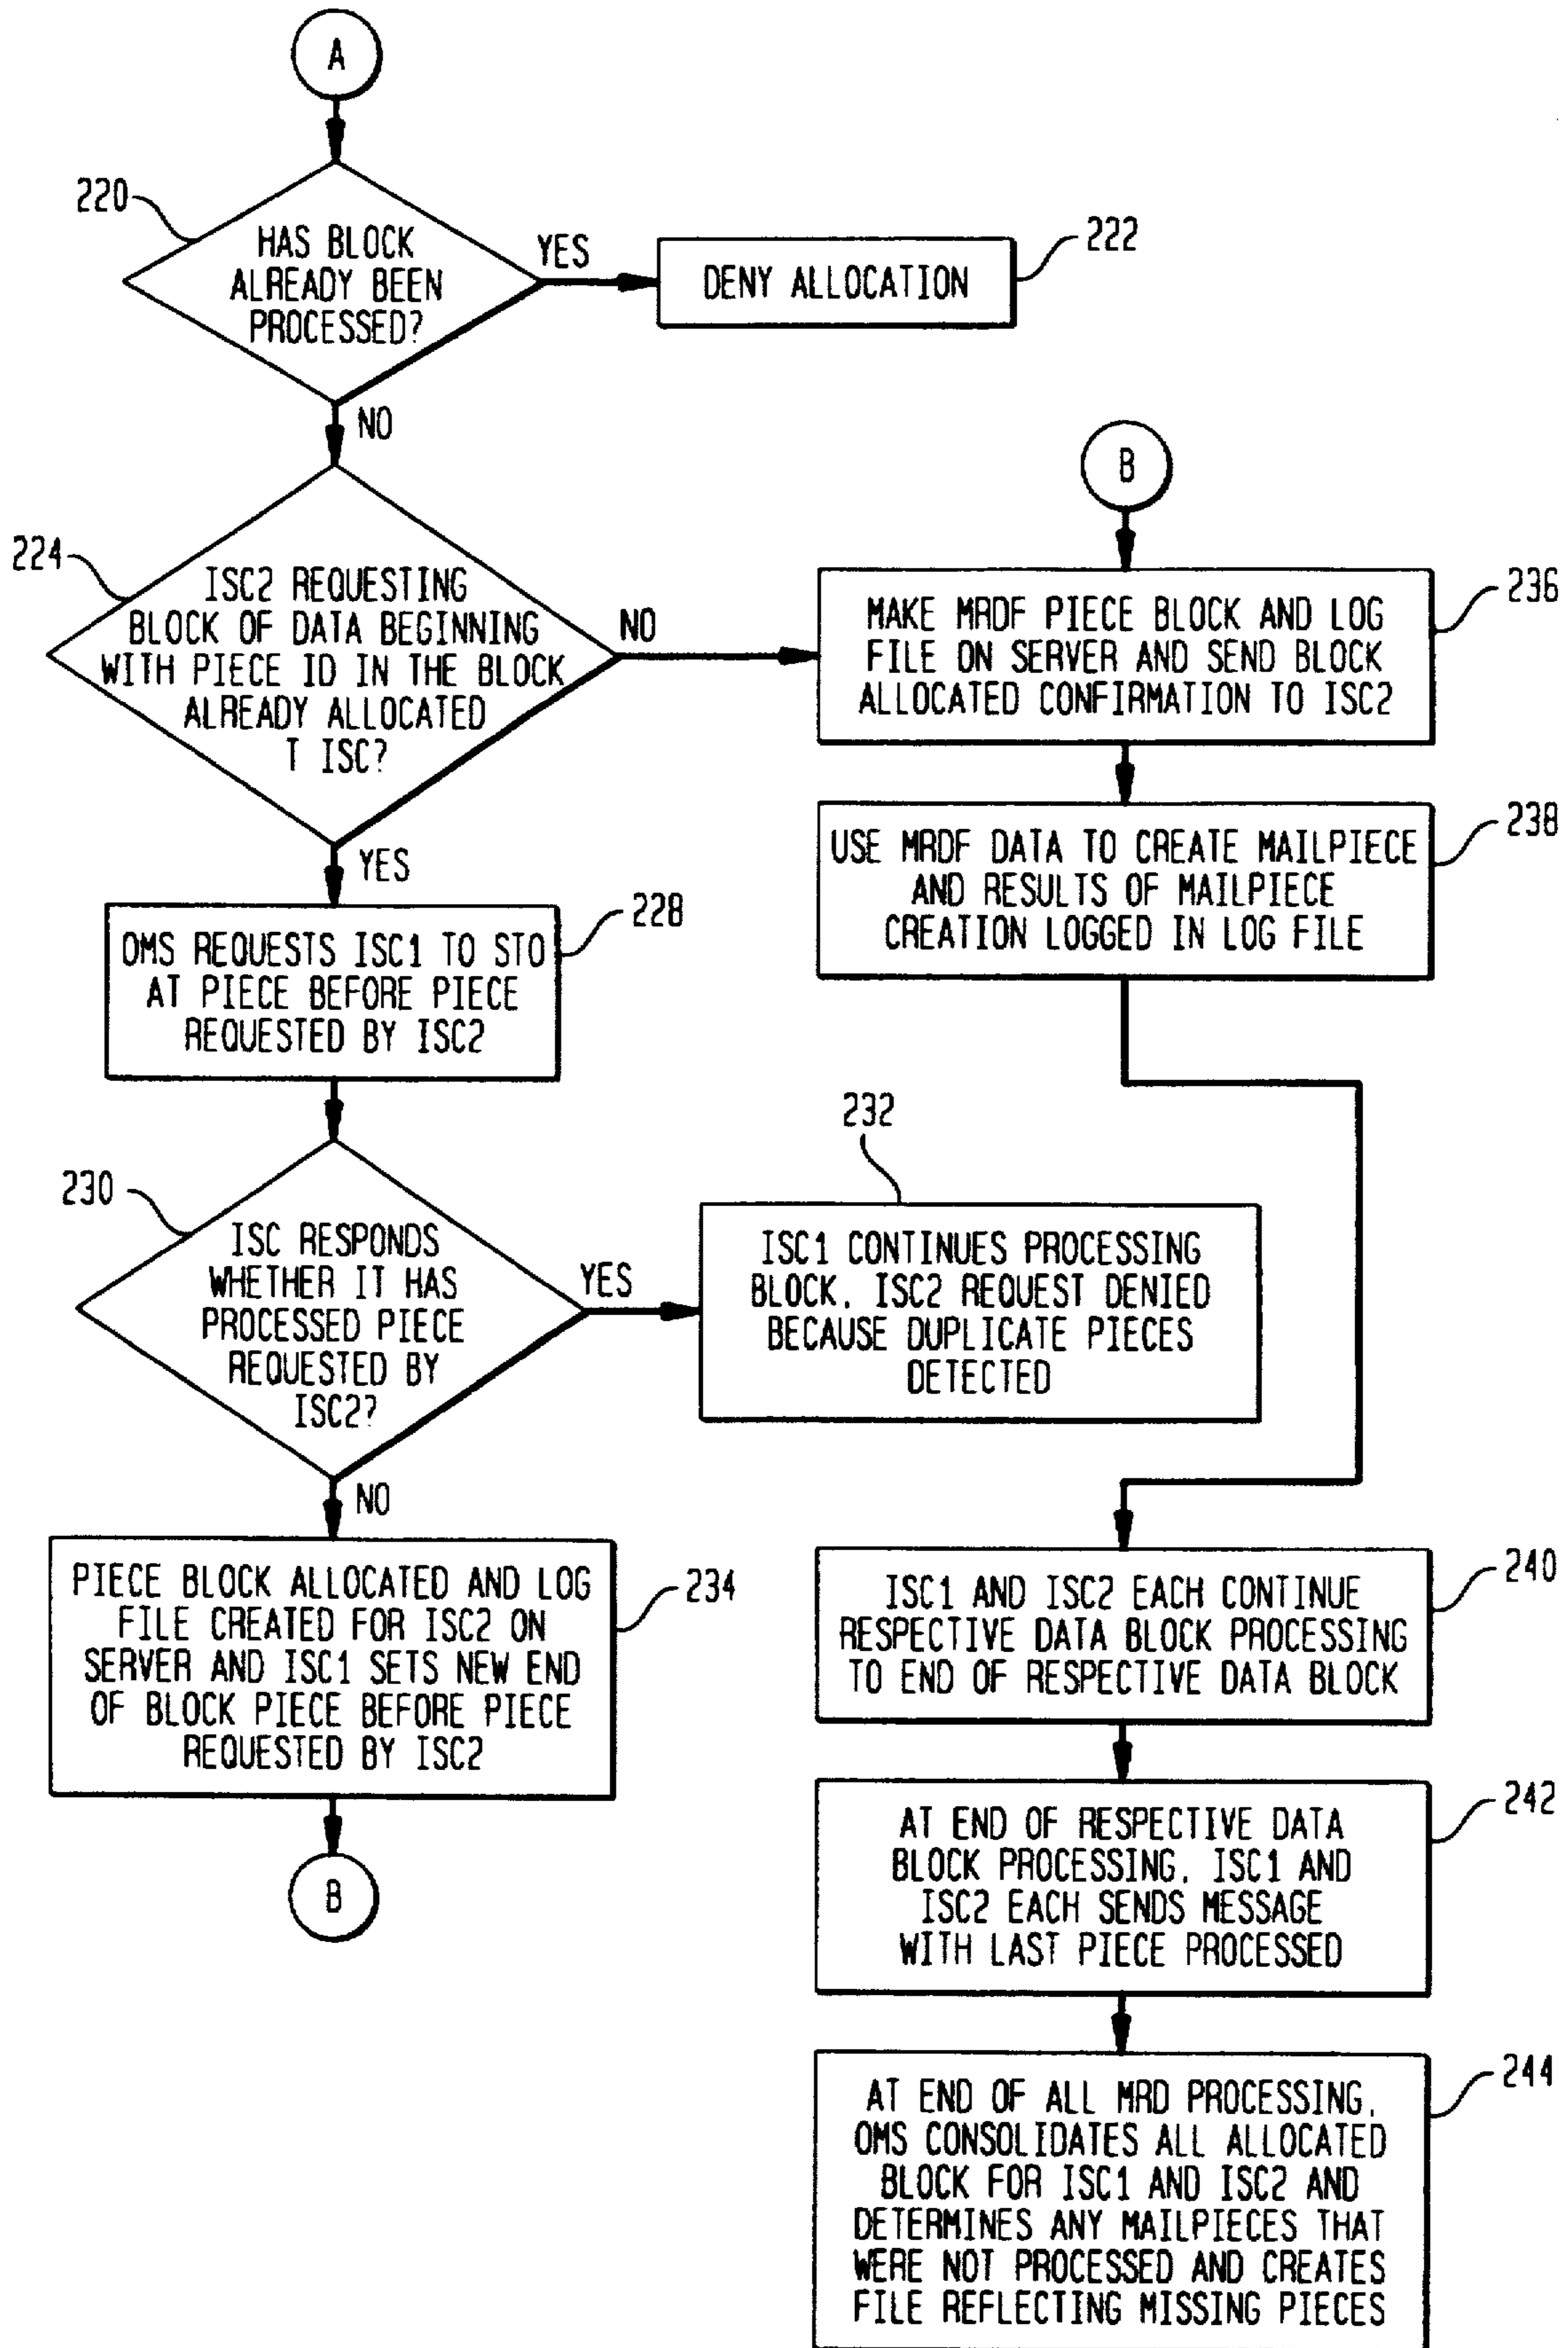 A
220
HAS BLOCK
ALREADY BEEN
PROCESSED?
YES
DENY ALLOCATION
222
NO
224
ISC2 REQUESTING
BLOCK OF DATA BEGINNING
WITH PIECE ID IN THE BLOCK
ALREADY ALLOCATED
T ISC?
NO
YES
228
OMS REQUESTS ISC1 TO STO
AT PIECE BEFORE PIECE
REQUESTED BY ISC2
230
ISC RESPONDS
WHETHER IT HAS
PROCESSED PIECE
REQUESTED BY
ISC2?
YES
232
ISC1 CONTINUES PROCESSING
BLOCK, ISC2 REQUEST DENIED
BECAUSE DUPLICATE PIECES
DETECTED
NO
PIECE BLOCK ALLOCATED AND LOG
FILE CREATED FOR ISC2 ON
SERVER AND ISC1 SETS NEW END
OF BLOCK PIECE BEFORE PIECE
REQUESTED BY ISC2
234
B
B
MAKE MRDF PIECE BLOCK AND LOG
FILE ON SERVER AND SEND BLOCK
ALLOCATED CONFIRMATION TO ISC2
236
USE MRDF DATA TO CREATE MAILPIECE
AND RESULTS OF MAILPIECE
CREATION LOGGED IN LOG FILE
238
ISC1 AND ISC2 EACH CONTINUE
RESPECTIVE DATA BLOCK PROCESSING
TO END OF RESPECTIVE DATA BLOCK
240
AT END OF RESPECTIVE DATA
BLOCK PROCESSING, ISC1 AND
ISC2 EACH SENDS MESSAGE
WITH LAST PIECE PROCESSED
242
AT END OF ALL MRD PROCESSING,
OMS CONSOLIDATES ALL ALLOCATED
BLOCK FOR ISC1 AND ISC2 AND
DETERMINES ANY MAILPIECES THAT
WERE NOT PROCESSED AND CREATES
FILE REFLECTING MISSING PIECES
244